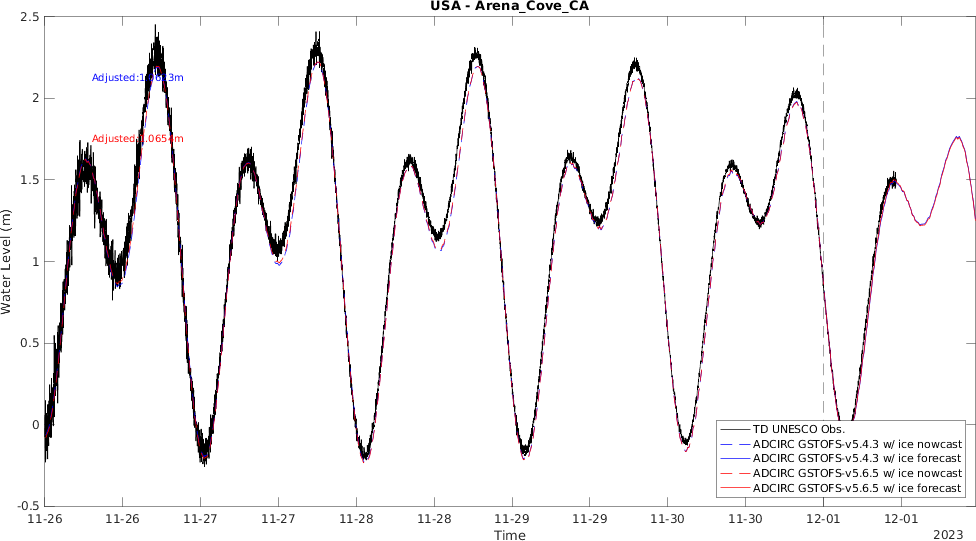 USA - Arena_Cove_CA
2.5
2
1.5
1
0.5
0
-0.5
Water Level (m)
11-26
11-26
11-27
11-27
11-28
11-28
11-29
11-29
11-30
11-30
12-01
12-01
Time
2023
TD UNESCO Obs.
ADCIRC GSTOFS-v5.4.3 w/ ice nowcast
ADCIRC GSTOFS-v5.4.3 w/ ice forecast
ADCIRC GSTOFS-v5.6.5 w/ ice nowcast
ADCIRC GSTOFS-v5.6.5 w/ ice forecast